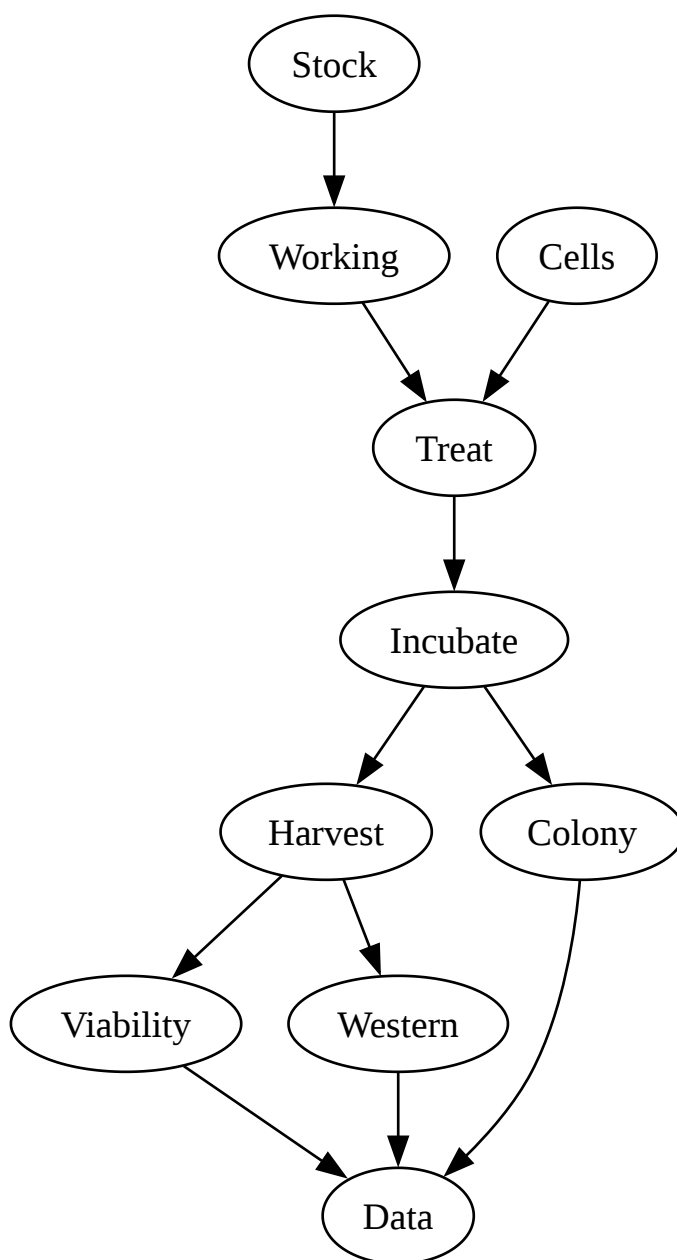 Stock
Working
Cells
Treat
Incubate
Harvest
Colony
Viability
Western
Data